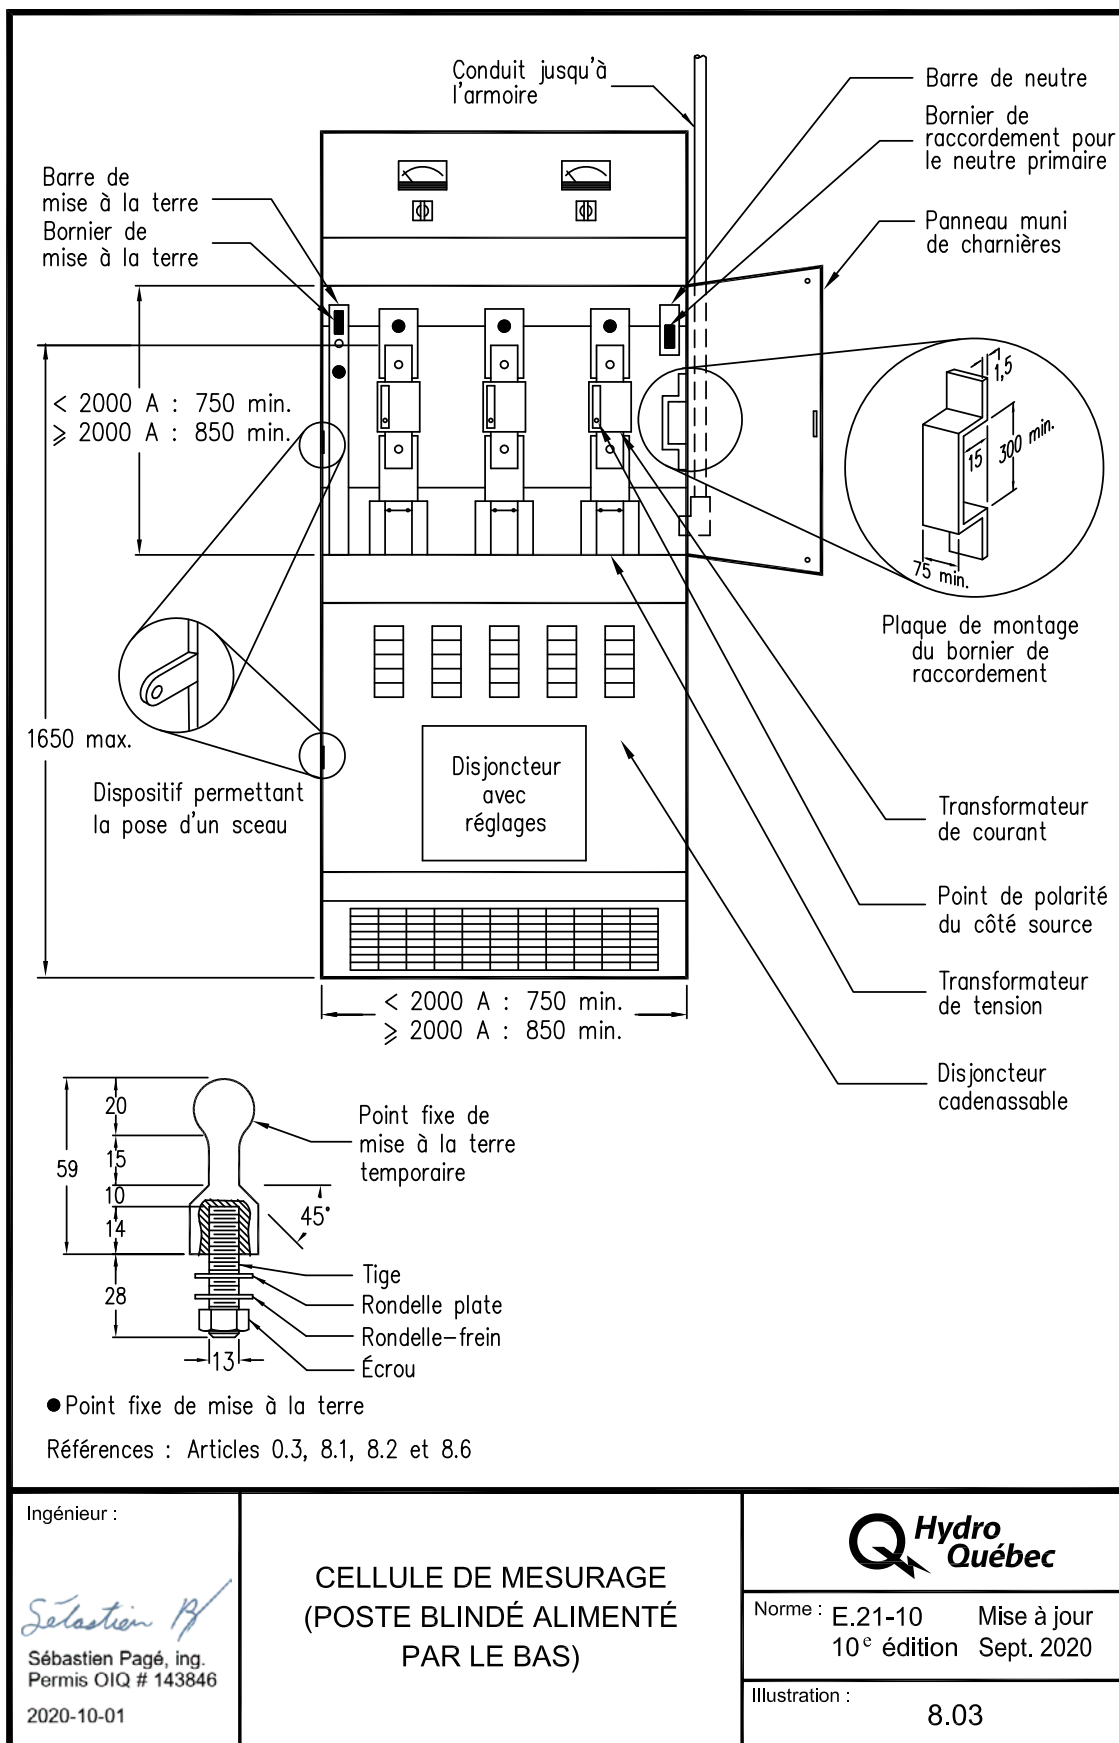 Conduit jusqu'à
l'armoire
Barre de neutre
Bornier de
raccordement pour
le neutre primaire
Barre de
mise à la terre
Bornier de
mise à la terre
Panneau muni
de charnières
< 2000 A : 750 min.
⩾ 2000 A : 850 min.
1,5
15
300 min.
75 min.
Plaque de montage
du bornier de
raccordement
1650 max.
Dispositif permettant
la pose d'un sceau
Disjoncteur
avec
réglages
Transformateur
de courant
Point de polarité
du côté source
Transformateur
de tension
Disjoncteur
cadenassable
< 2000 A : 750 min.
⩾ 2000 A : 850 min.
59
20
15
10
14
28
13
45°
Point fixe de
mise à la terre
temporaire
Tige
Rondelle plate
Rondelle-frein
Écrou
●Point fixe de mise à la terre
Références : Articles 0.3, 8.1, 8.2 et 8.6
Ingénieur :
Sébastien P
Sébastien Pagé, ing.
Permis OIQ # 143846
2020-10-01
CELLULE DE MESURAGE
(POSTE BLINDÉ ALIMENTÉ
PAR LE BAS)
Hydro
Québec
Norme : E.21-10 Mise à jour
10e édition Sept. 2020
Illustration :
8.03